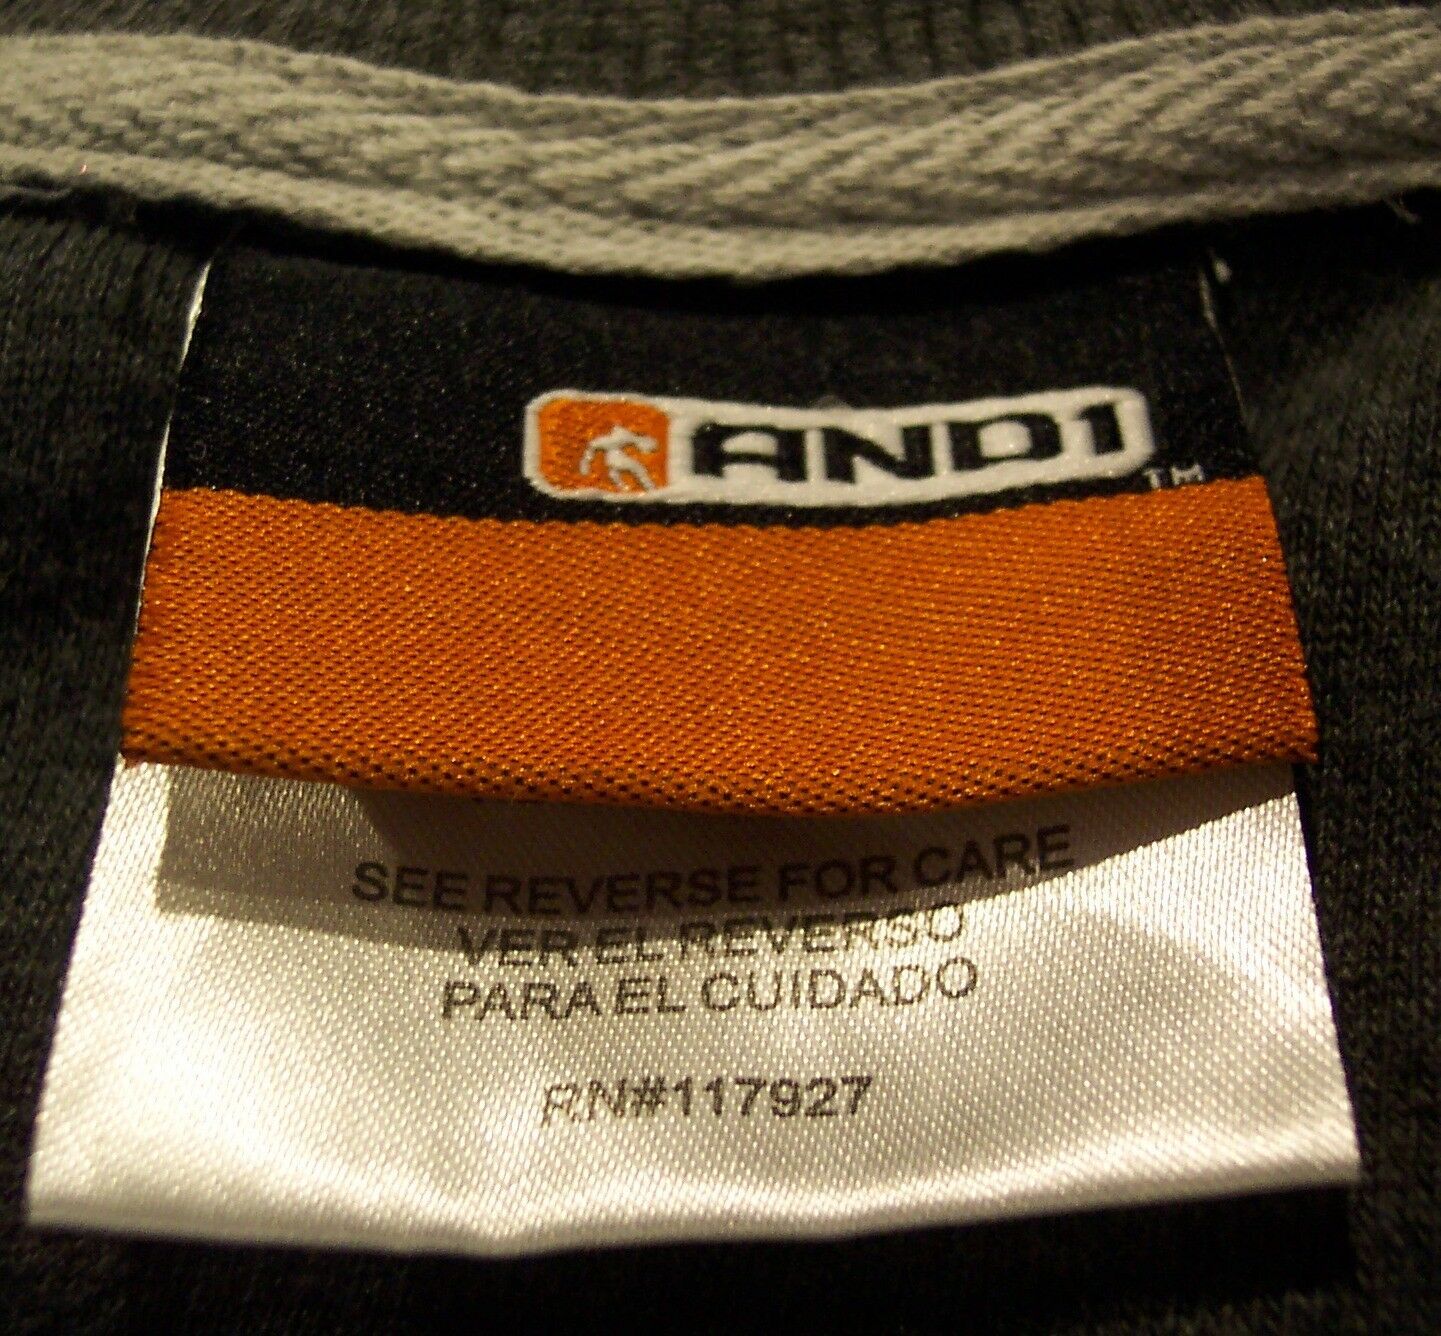 AND1
TM
SEE REVERSE FOR CARE
VER EL REVERSO
PARA EL CUIDADO
RN#117927